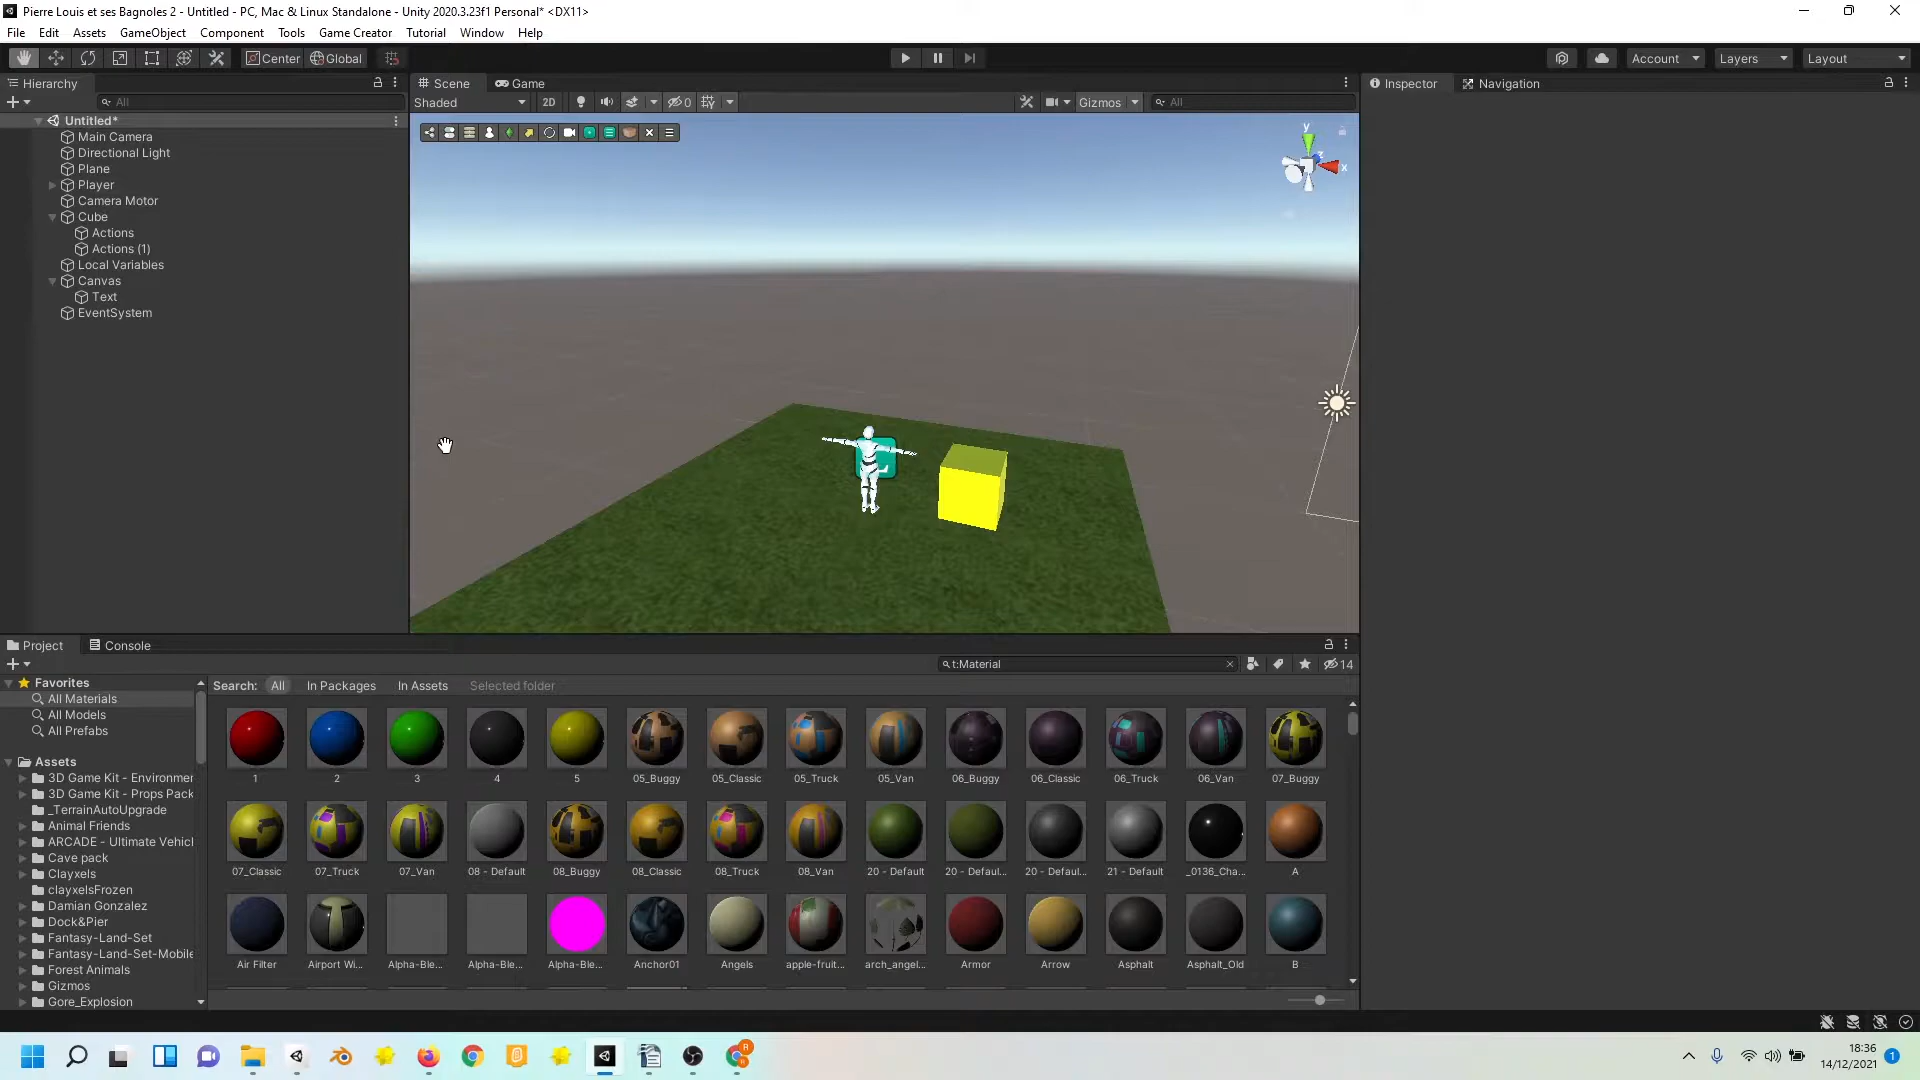 Pierre Louis et ses Bagnoles 2 - Untitled - PC, Mac & Linux Standalone - Unity 2020.3.23f1 Personal* <DX11>
File Edit Assets GameObject Component Tools Game Creator Tutorial Window Help
Center Global Account Layers Layout
Hierarchy Scene Game Inspector Navigation
All Shaded 2D 0 Gizmos All
Untitled*
Main Camera
Directional Light
Plane
Player
Camera Motor
Cube
Actions
Actions (1)
Local Variables
Canvas
Text
EventSystem
y
x
Project Console
t:Material 14
Favorites
All Materials
All Models
All Prefabs
Assets
3D Game Kit - Environmer
3D Game Kit - Props Pack
_TerrainAutoUpgrade
Animal Friends
ARCADE - Ultimate Vehicl
Cave pack
Clayxels
clayxelsFrozen
Damian Gonzalez
Dock&Pier
Fantasy-Land-Set
Fantasy-Land-Set-Mobile
Forest Animals
Gizmos
Gore_Explosion
Search: All In Packages In Assets Selected folder
1 2 3 4 5 05_Buggy 05_Classic 05_Truck 05_Van 06_Buggy 06_Classic 06_Truck 06_Van 07_Buggy
07_Classic 07_Truck 07_Van 08 - Default 08_Buggy 08_Classic 08_Truck 08_Van 20 - Default 20 - Defaul... 20 - Defaul... 21 - Default _0136_Cha... A
Air Filter Airport Wi... Alpha-Ble... Alpha-Ble... Alpha-Ble... Anchor01 Angels apple-fruit... arch_angel... Armor Arrow Asphalt Asphalt_Old B
18:36
14/12/2021
1